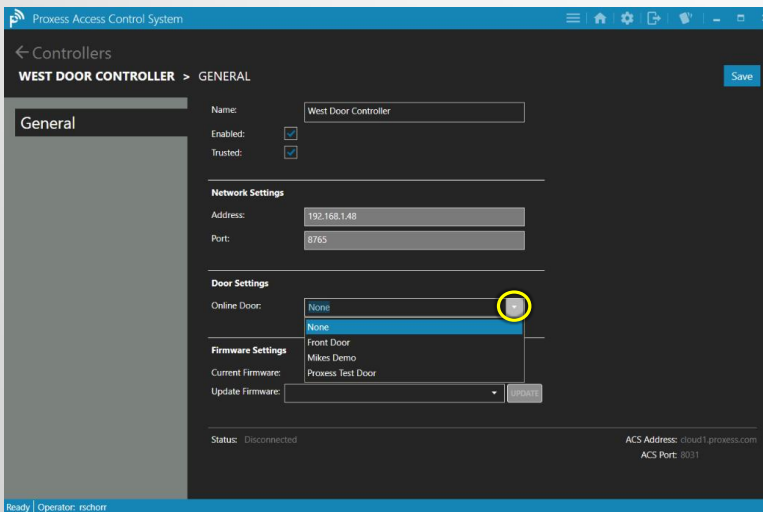 Proxess Access Control System
Controllers
WEST DOOR CONTROLLER > GENERAL
Save
General
Name: West Door Controller
Enabled:
Trusted:
Network Settings
Address: 192.168.1.48
Port: 8765
Door Settings
Online Door: None
None
Front Door
Mikes Demo
Proxess Test Door
Firmware Settings
Current Firmware:
Update Firmware: UPDATE
Status: Disconnected
ACS Address: cloud1.proxess.com
ACS Port: 8031
Ready Operator: rschorr